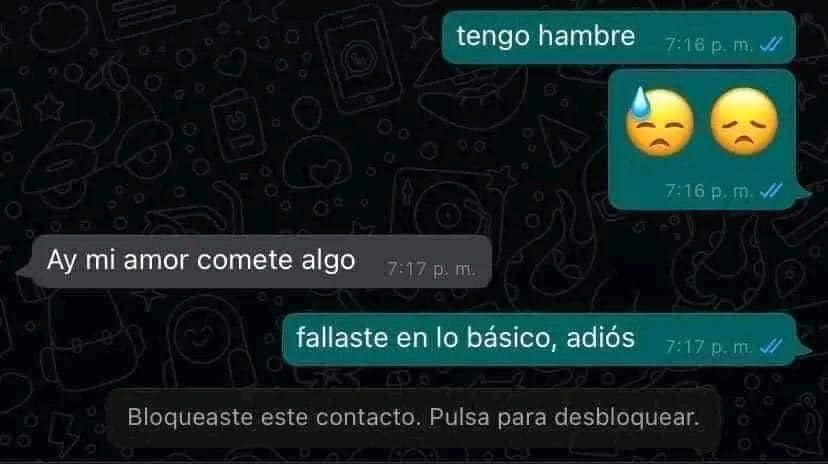 tengo hambre 7:16 p. m.
😓 😞
7:16 p. m.
Ay mi amor comete algo 7:17 p. m.
fallaste en lo básico, adiós 7:17 p. m.
Bloqueaste este contacto. Pulsa para desbloquear.